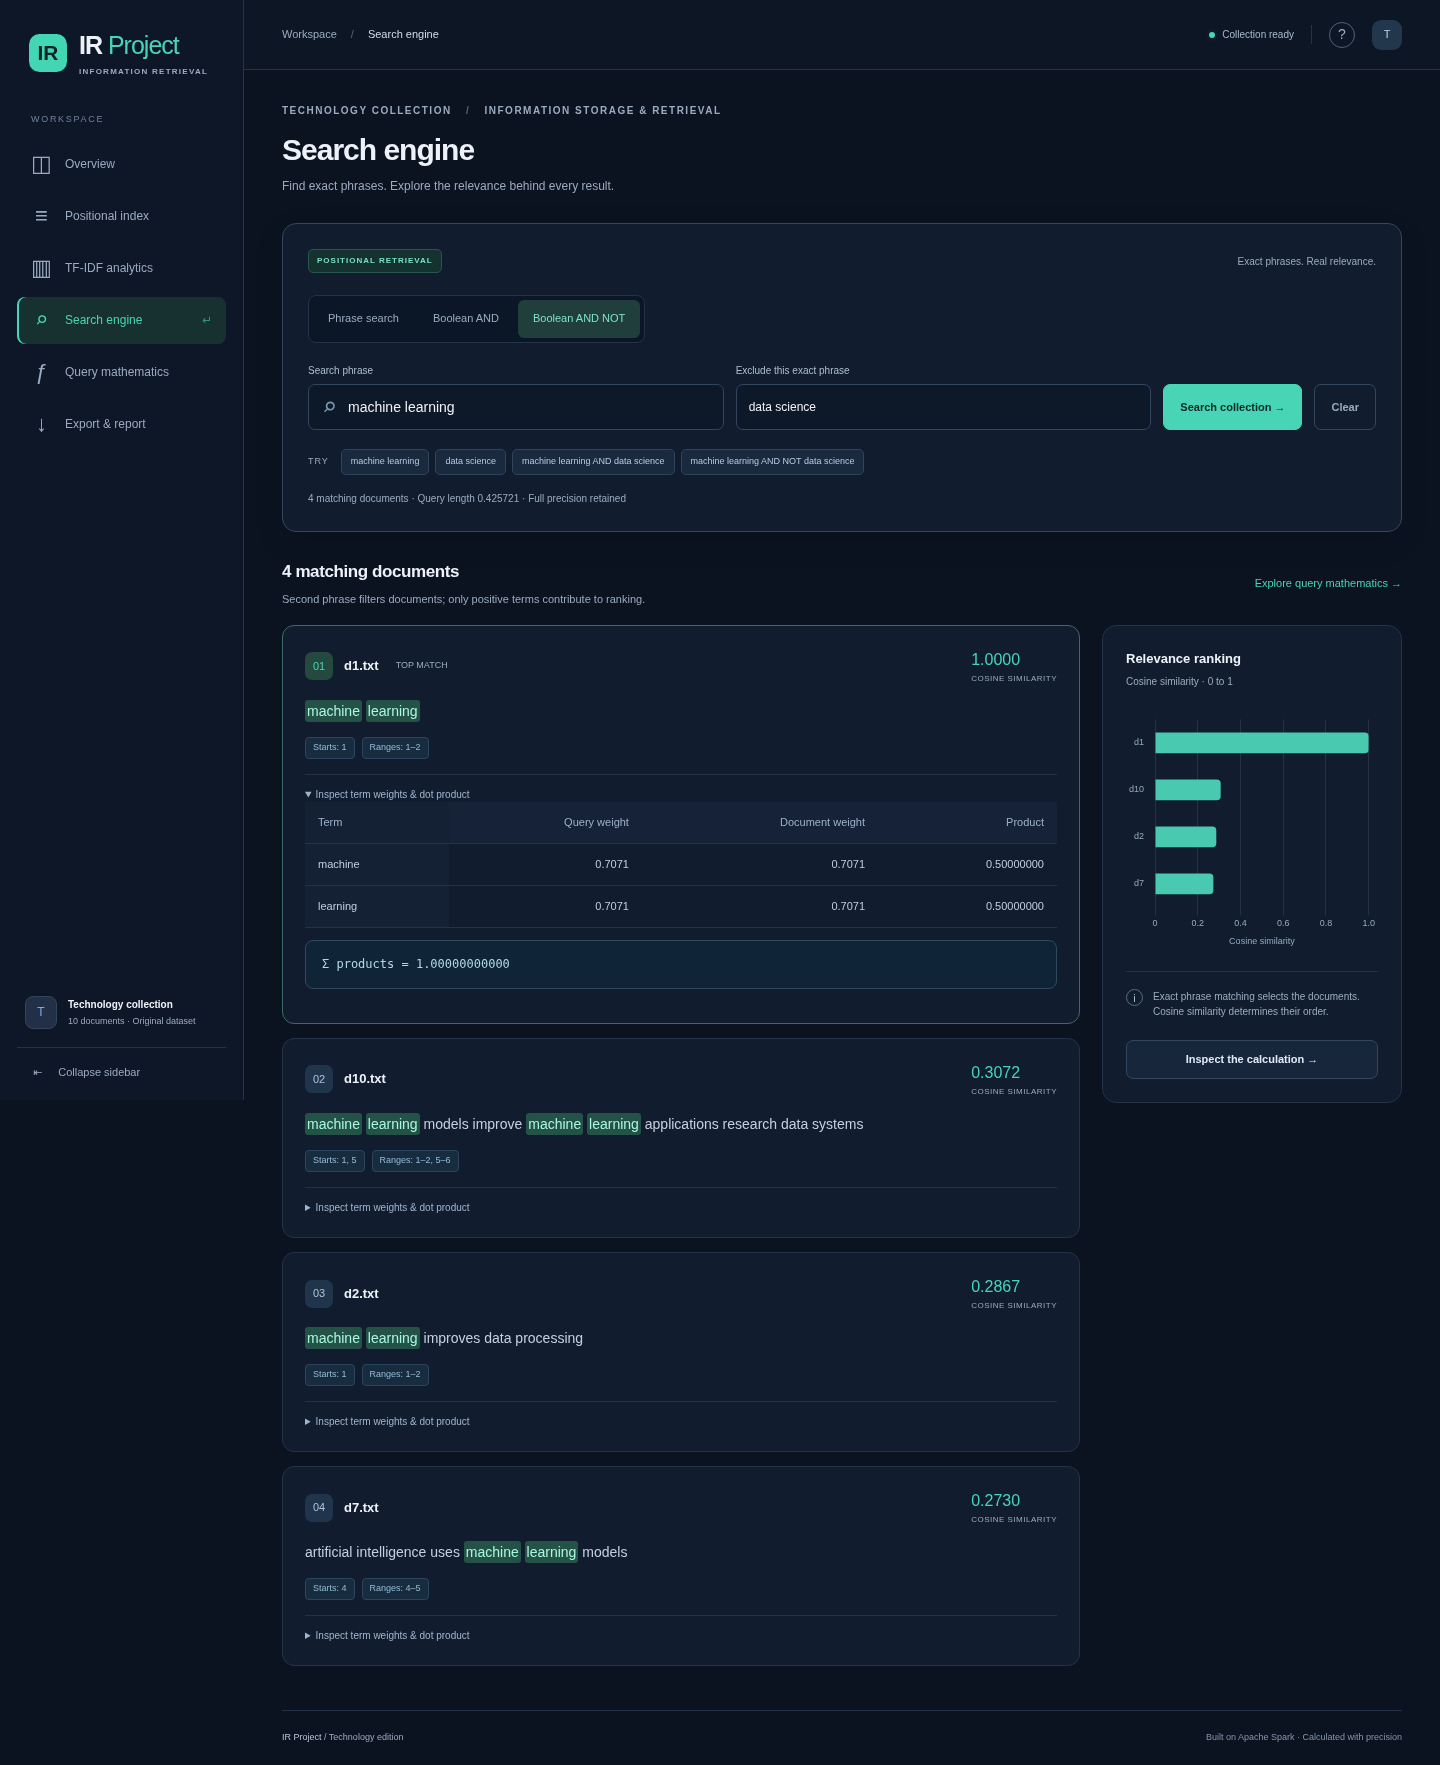 IR
IR Project
INFORMATION RETRIEVAL
WORKSPACE
Overview
Positional index
TF-IDF analytics
Search engine
Query mathematics
Export & report
T
Technology collection
10 documents · Original dataset
Collapse sidebar
Workspace / Search engine
Collection ready
?
T
TECHNOLOGY COLLECTION / INFORMATION STORAGE & RETRIEVAL
Search engine
Find exact phrases. Explore the relevance behind every result.
POSITIONAL RETRIEVAL
Exact phrases. Real relevance.
Phrase search
Boolean AND
Boolean AND NOT
Search phrase
Exclude this exact phrase
machine learning
data science
Search collection →
Clear
TRY
machine learning
data science
machine learning AND data science
machine learning AND NOT data science
4 matching documents · Query length 0.425721 · Full precision retained
4 matching documents
Second phrase filters documents; only positive terms contribute to ranking.
Explore query mathematics →
01
d1.txt
TOP MATCH
1.0000
COSINE SIMILARITY
machine learning
Starts: 1
Ranges: 1–2
▼ Inspect term weights & dot product
Term Query weight Document weight Product
machine 0.7071 0.7071 0.50000000
learning 0.7071 0.7071 0.50000000
Σ products = 1.00000000000
02
d10.txt
0.3072
COSINE SIMILARITY
machine learning models improve machine learning applications research data systems
Starts: 1, 5
Ranges: 1–2, 5–6
▶ Inspect term weights & dot product
03
d2.txt
0.2867
COSINE SIMILARITY
machine learning improves data processing
Starts: 1
Ranges: 1–2
▶ Inspect term weights & dot product
04
d7.txt
0.2730
COSINE SIMILARITY
artificial intelligence uses machine learning models
Starts: 4
Ranges: 4–5
▶ Inspect term weights & dot product
Relevance ranking
Cosine similarity · 0 to 1
d1
d10
d2
d7
0 0.2 0.4 0.6 0.8 1.0
Cosine similarity
i
Exact phrase matching selects the documents.
Cosine similarity determines their order.
Inspect the calculation →
IR Project / Technology edition
Built on Apache Spark · Calculated with precision